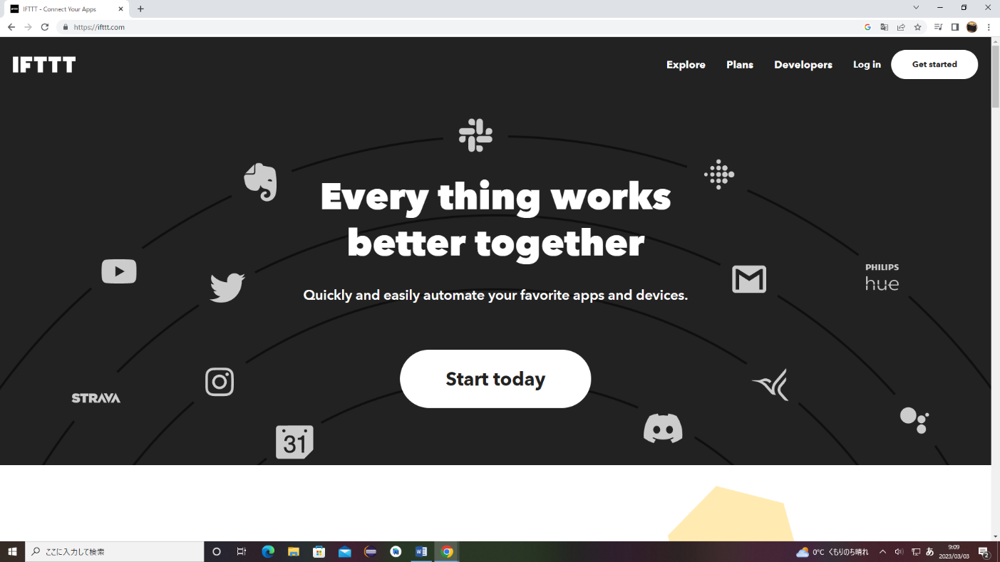 IFTTT - Connect Your Apps
https://ifttt.com
IFTTT
Explore
Plans
Developers
Log in
Get started
Every thing works
better together
Quickly and easily automate your favorite apps and devices.
PHILIPS
hue
Start today
STRAVA
31
ここに入力して検索
0°C くもりのち晴れ
あ
9:09
2023/03/03
2